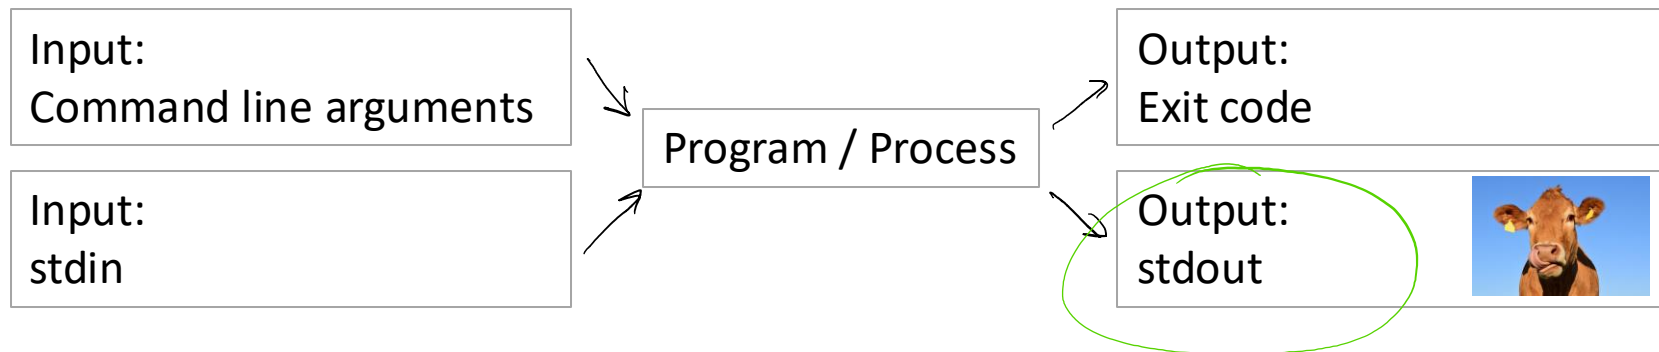 Input:
Command line arguments
Input:
stdin
Program / Process
Output:
Exit code
Output:
stdout